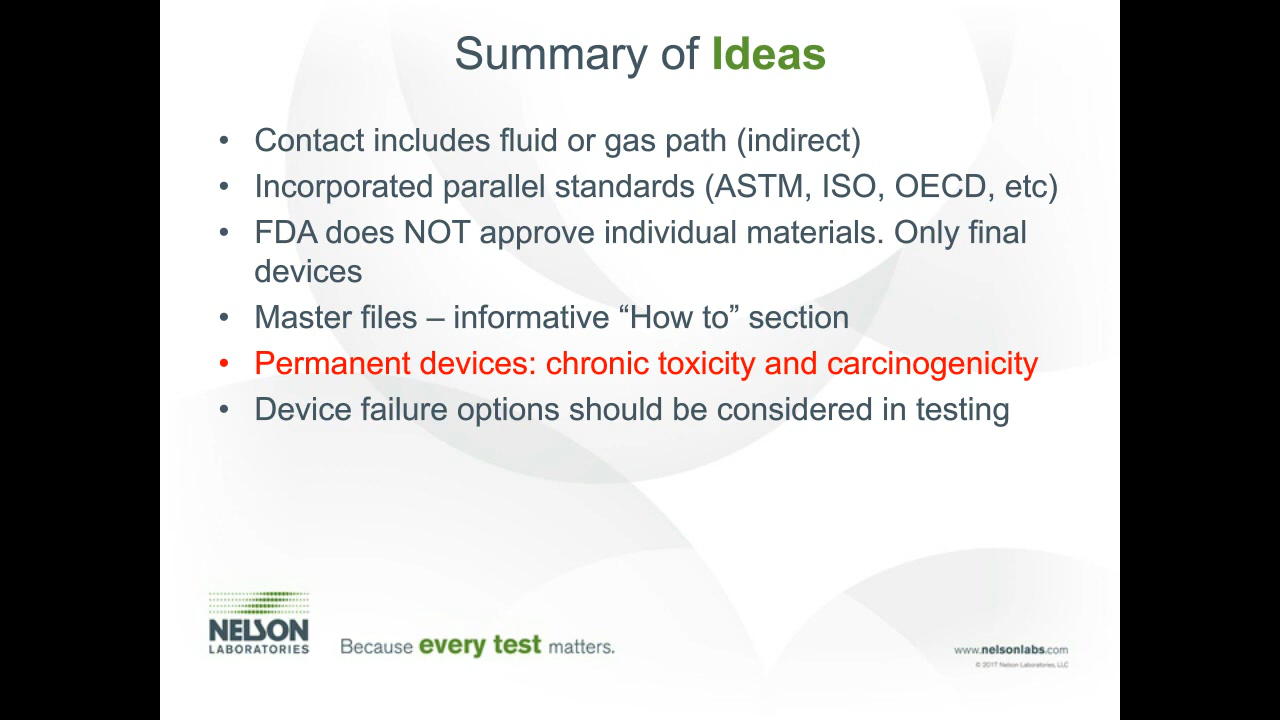 Summary of Ideas
• Contact includes fluid or gas path (indirect)
• Incorporated parallel standards (ASTM, ISO, OECD, etc)
• FDA does NOT approve individual materials. Only final
devices
• Master files – informative “How to” section
• Permanent devices: chronic toxicity and carcinogenicity
• Device failure options should be considered in testing
NELSON
LABORATORIES
Because every test matters.
www.nelsonlabs.com
© 2017 Nelson Laboratories, LLC